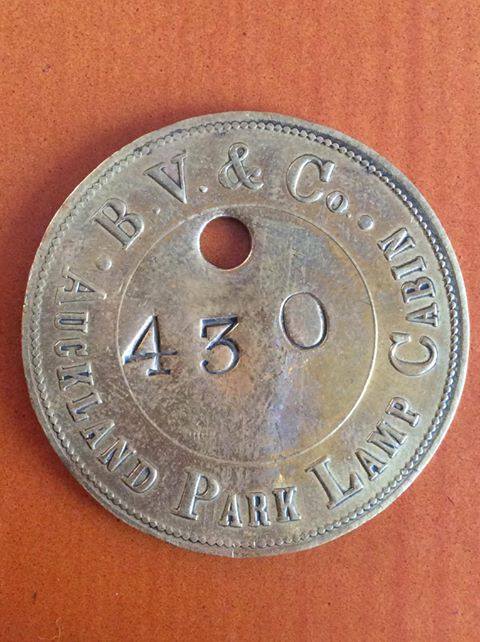 · B.V. & Co. ·
430
AUCKLAND PARK LAMP CABIN